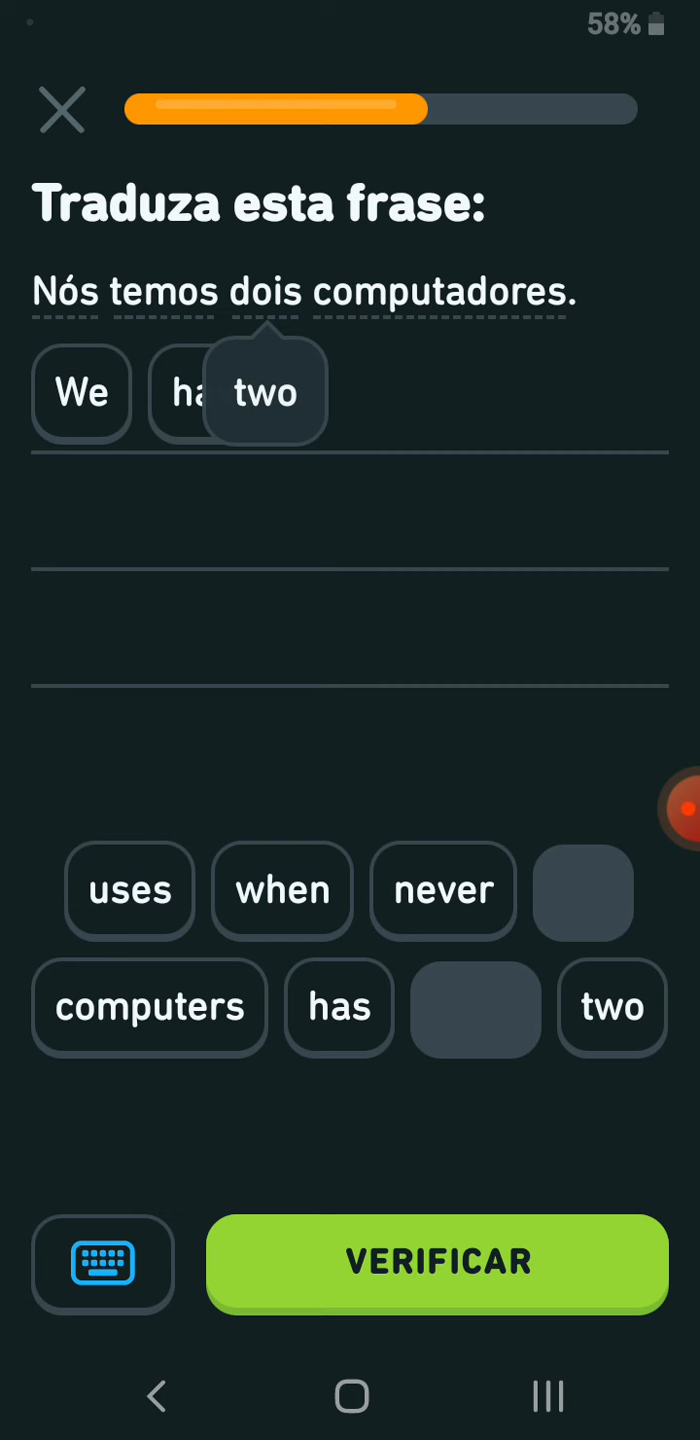 58%
Traduza esta frase:
Nós temos dois computadores.
We two
uses when never
computers has two
VERIFICAR